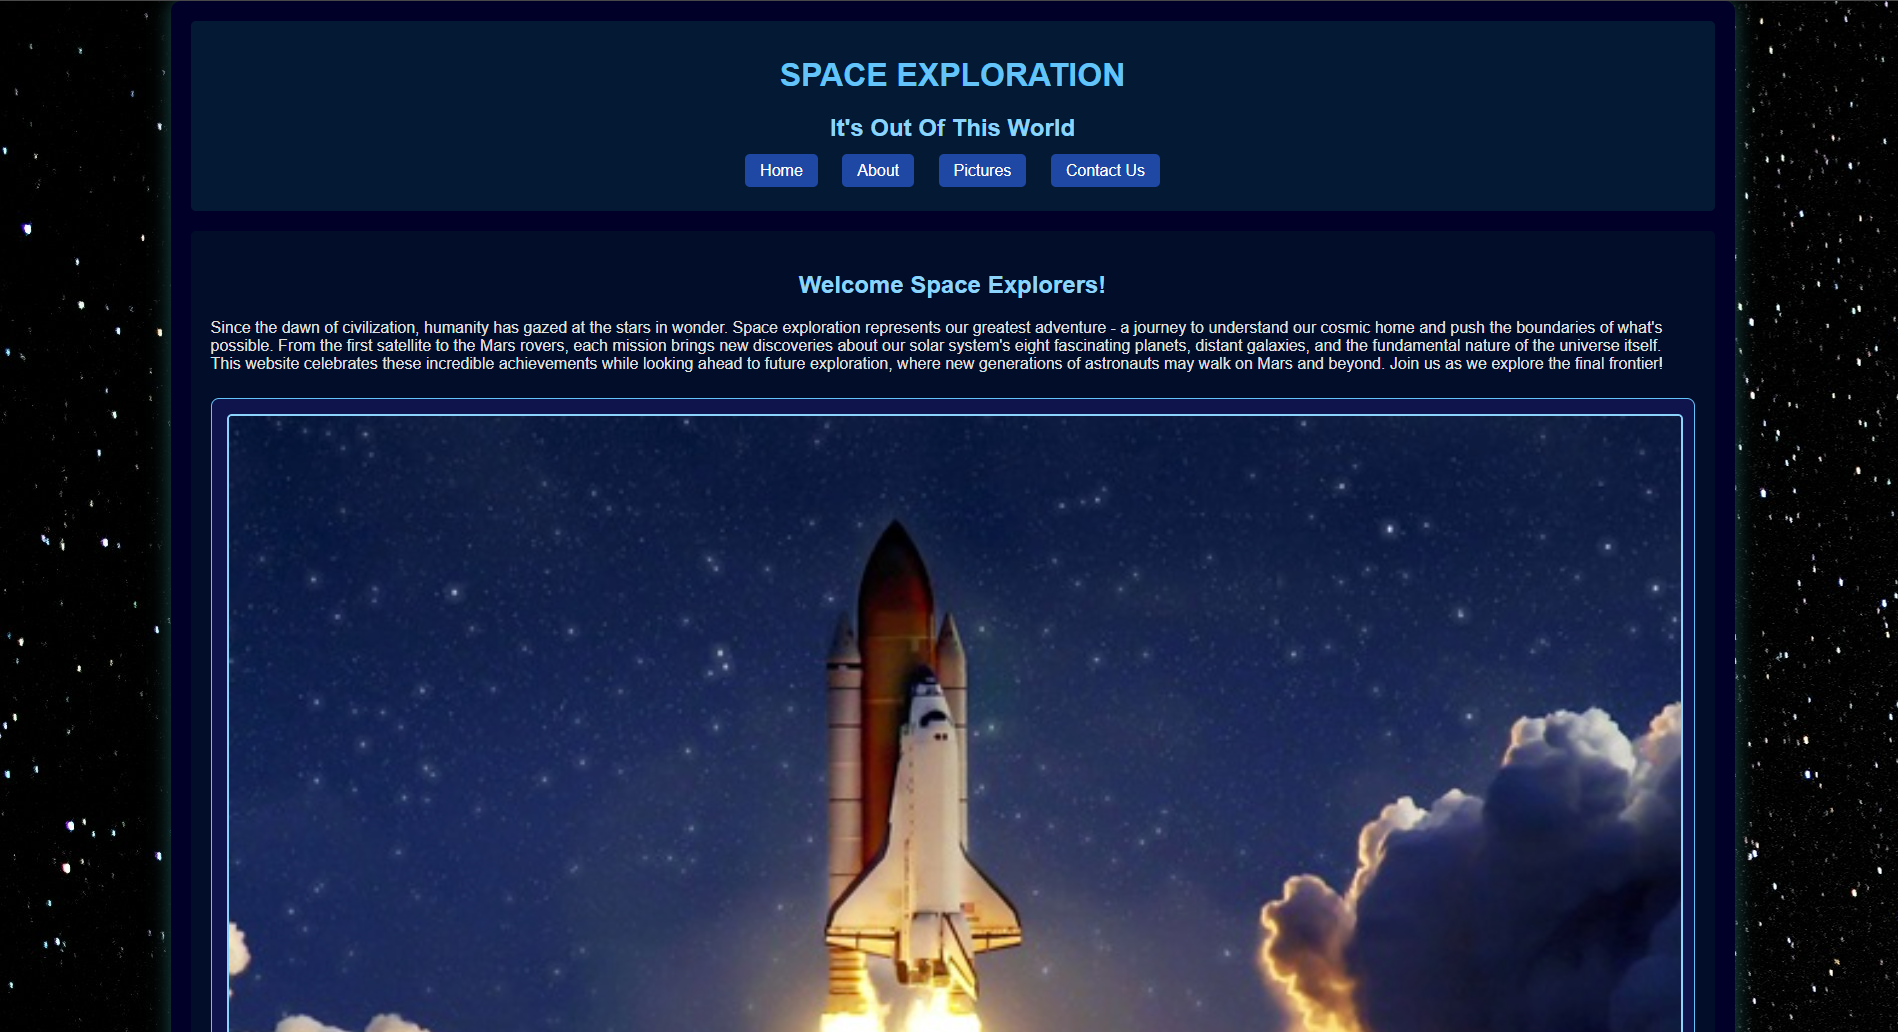 SPACE EXPLORATION
It's Out Of This World
Home About Pictures Contact Us
Welcome Space Explorers!
Since the dawn of civilization, humanity has gazed at the stars in wonder. Space exploration represents our greatest adventure - a journey to understand our cosmic home and push the boundaries of what's
possible. From the first satellite to the Mars rovers, each mission brings new discoveries about our solar system's eight fascinating planets, distant galaxies, and the fundamental nature of the universe itself.
This website celebrates these incredible achievements while looking ahead to future exploration, where new generations of astronauts may walk on Mars and beyond. Join us as we explore the final frontier!